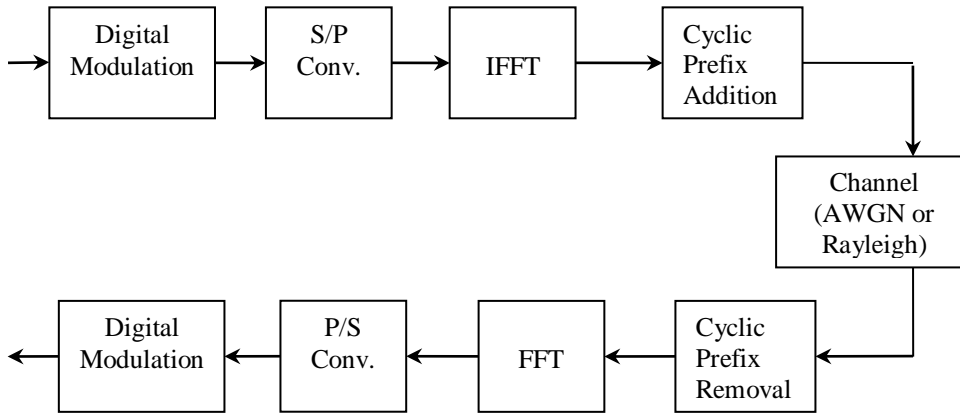 Digital
Modulation
S/P
Conv.
IFFT
Cyclic
Prefix
Addition
Channel
(AWGN or
Rayleigh)
Digital
Modulation
P/S
Conv.
FFT
Cyclic
Prefix
Removal